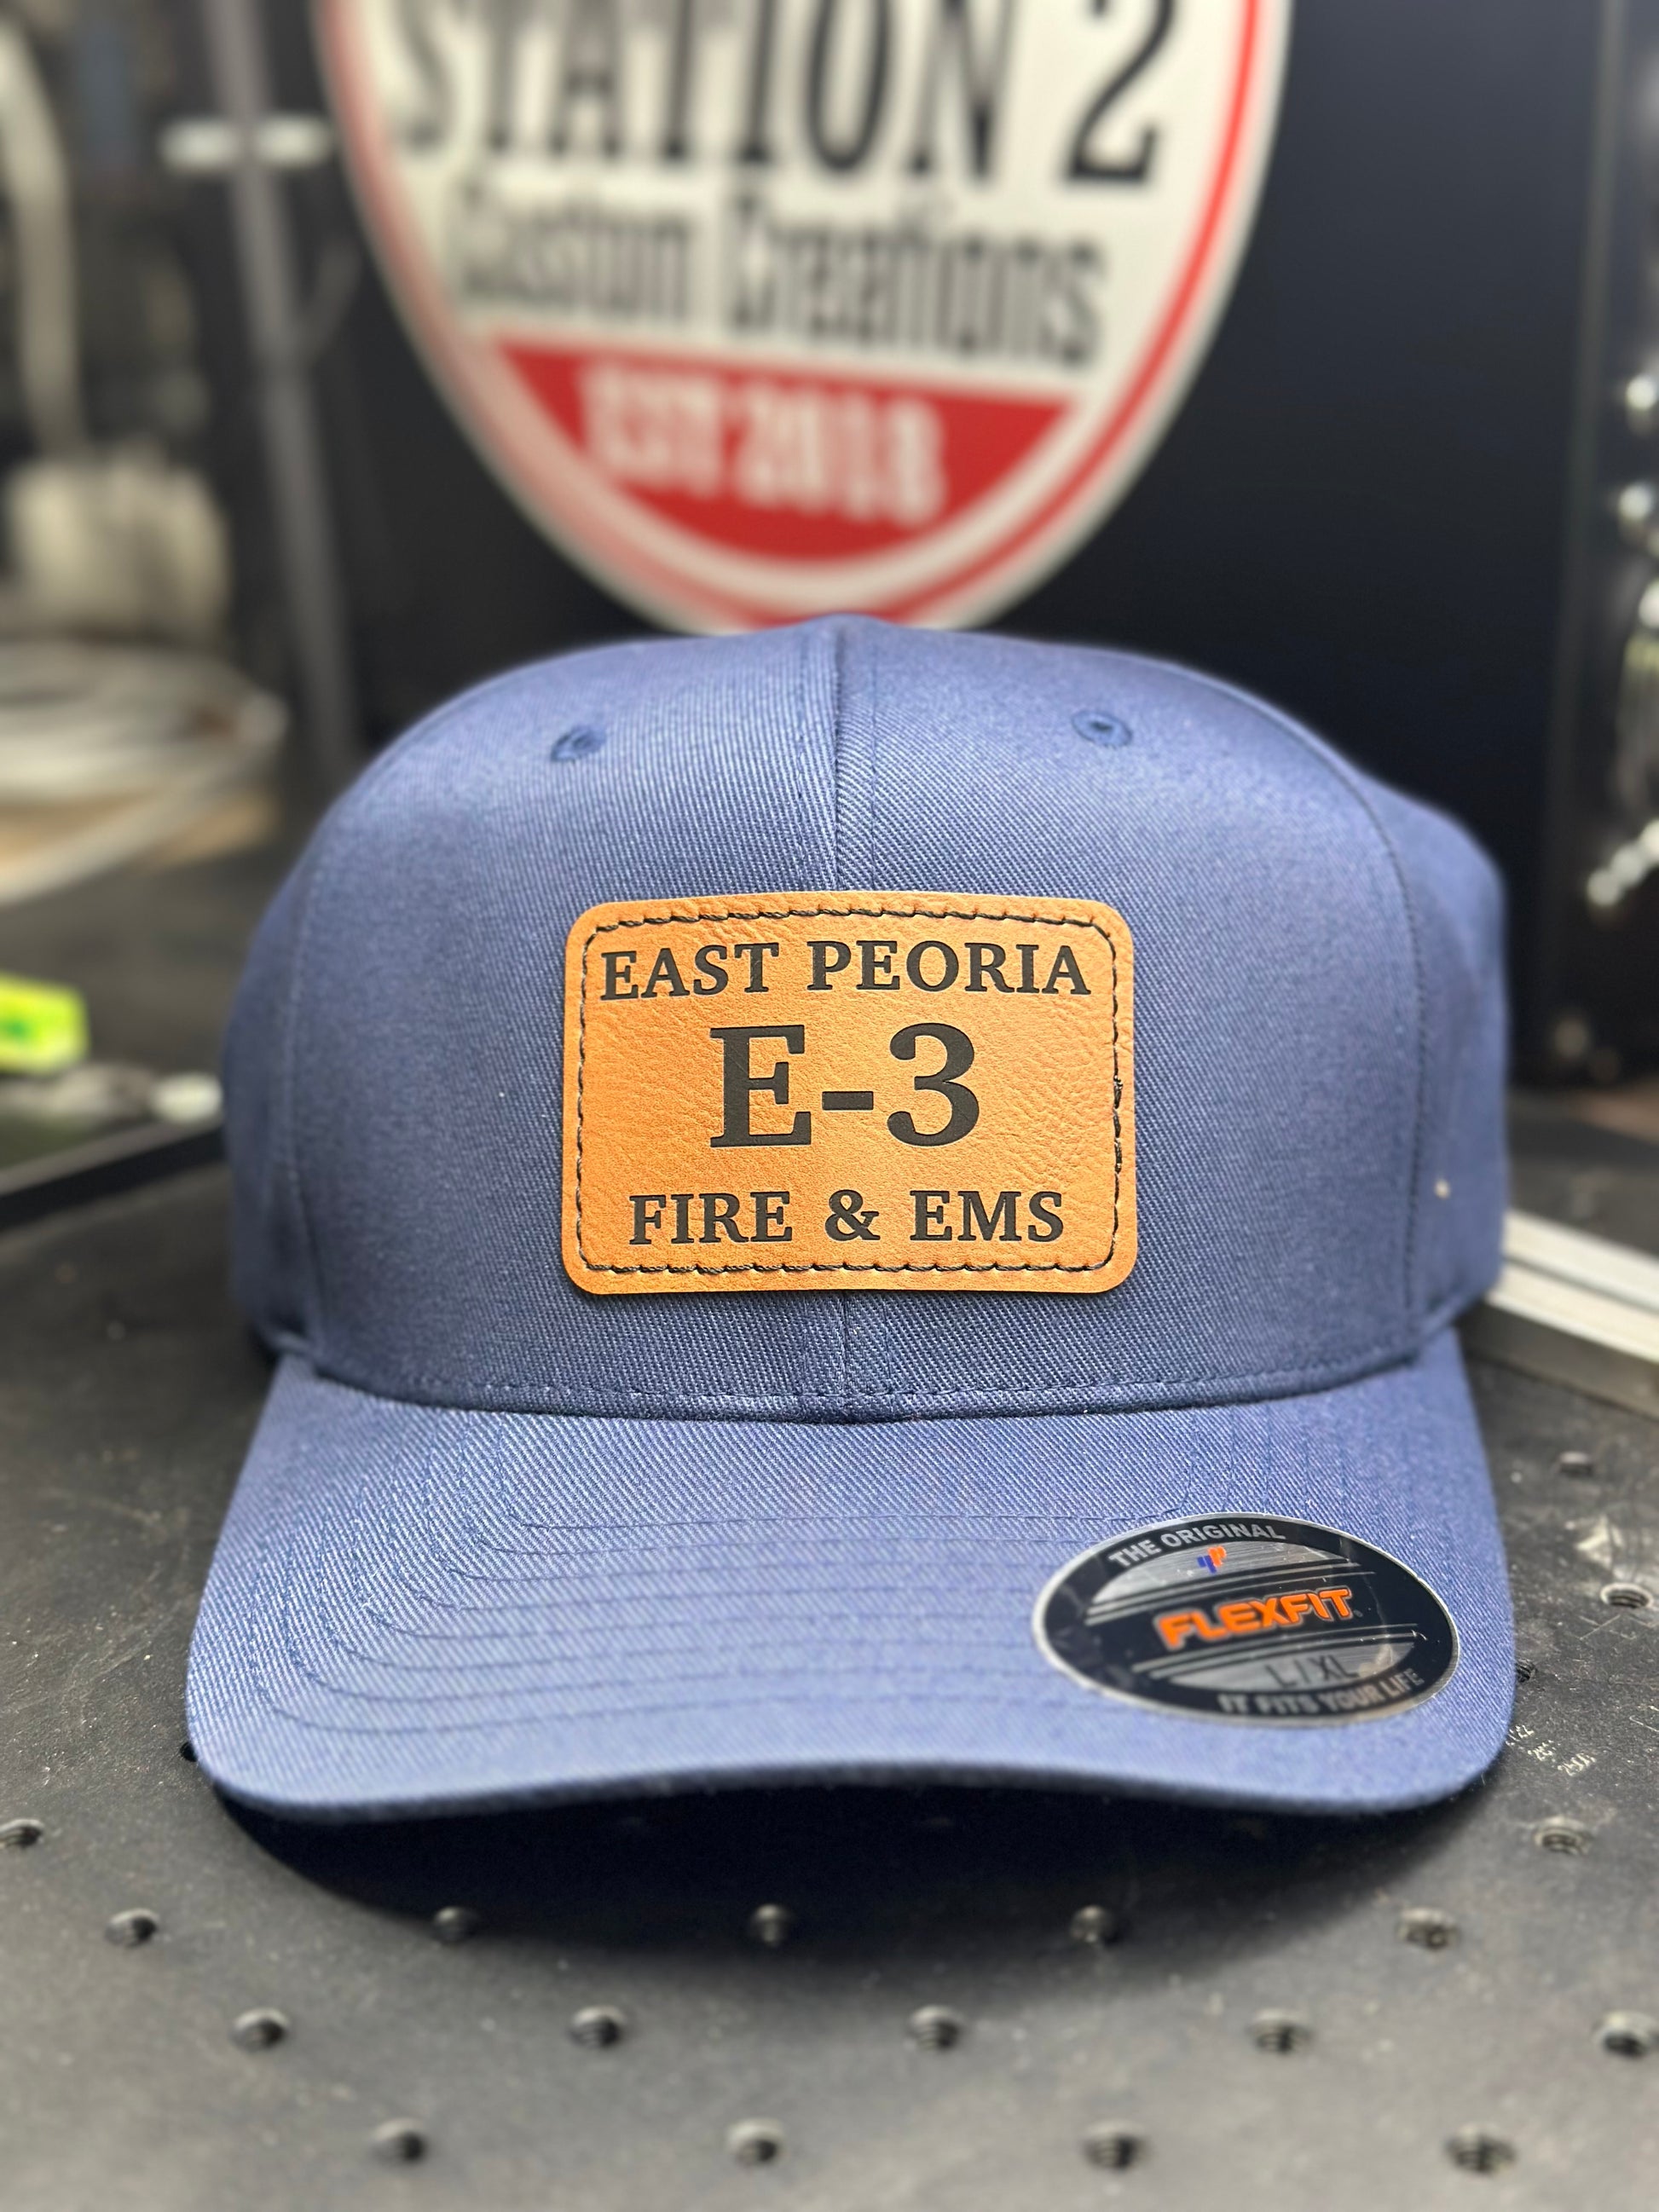 STATION 2
Custom Creations
EST 2018
EAST PEORIA
E-3
FIRE & EMS
THE ORIGINAL
FLEXFIT
L / XL
IT FITS YOUR LIFE